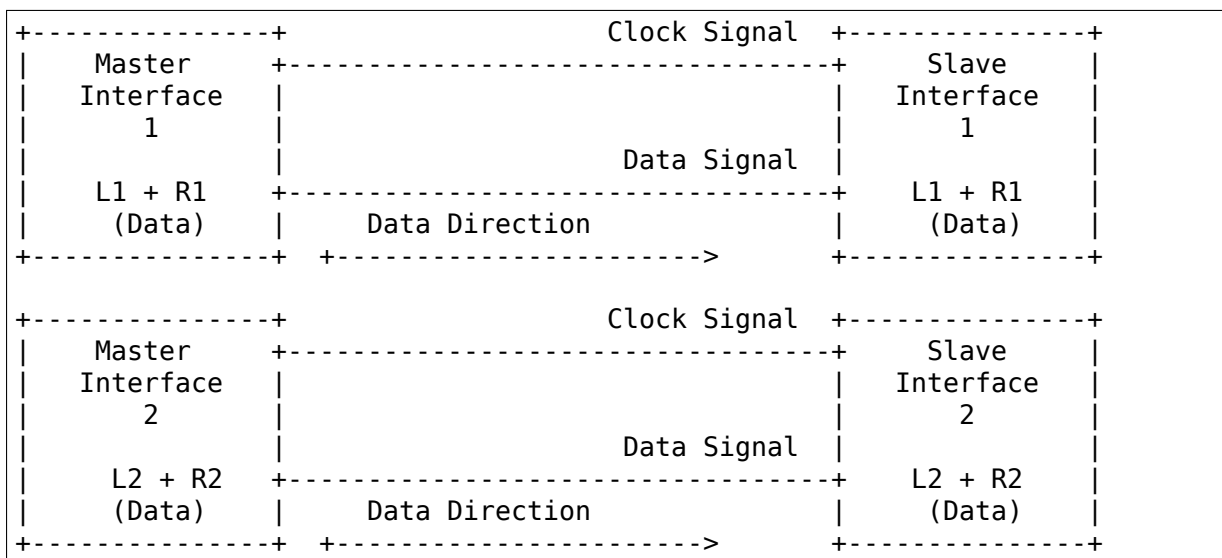 +---------------+                    Clock Signal  +---------------+
|    Master     +----------------------------------+     Slave     |
|   Interface   |                                  |   Interface   |
|       1       |                                  |       1       |
|               |                     Data Signal  |               |
|    L1 + R1    +----------------------------------+    L1 + R1    |
|     (Data)    |     Data Direction               |     (Data)    |
+---------------+  +----------------------->       +---------------+

+---------------+                    Clock Signal  +---------------+
|    Master     +----------------------------------+     Slave     |
|   Interface   |                                  |   Interface   |
|       2       |                                  |       2       |
|               |                     Data Signal  |               |
|     L2 + R2   +----------------------------------+    L2 + R2    |
|     (Data)    |     Data Direction               |     (Data)    |
+---------------+  +----------------------->       +---------------+